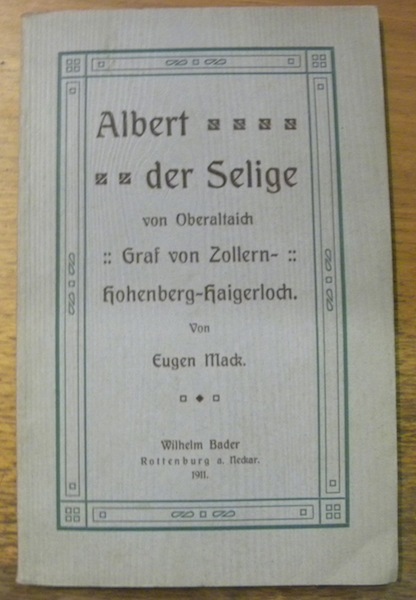 Albert
der Selige
von Oberaltaich
:: Graf von Zollern- ::
Hohenberg-Haigerloch.
Von
Eugen Mack.
Wilhelm Bader
Rottenburg a. Neckar.
1911.